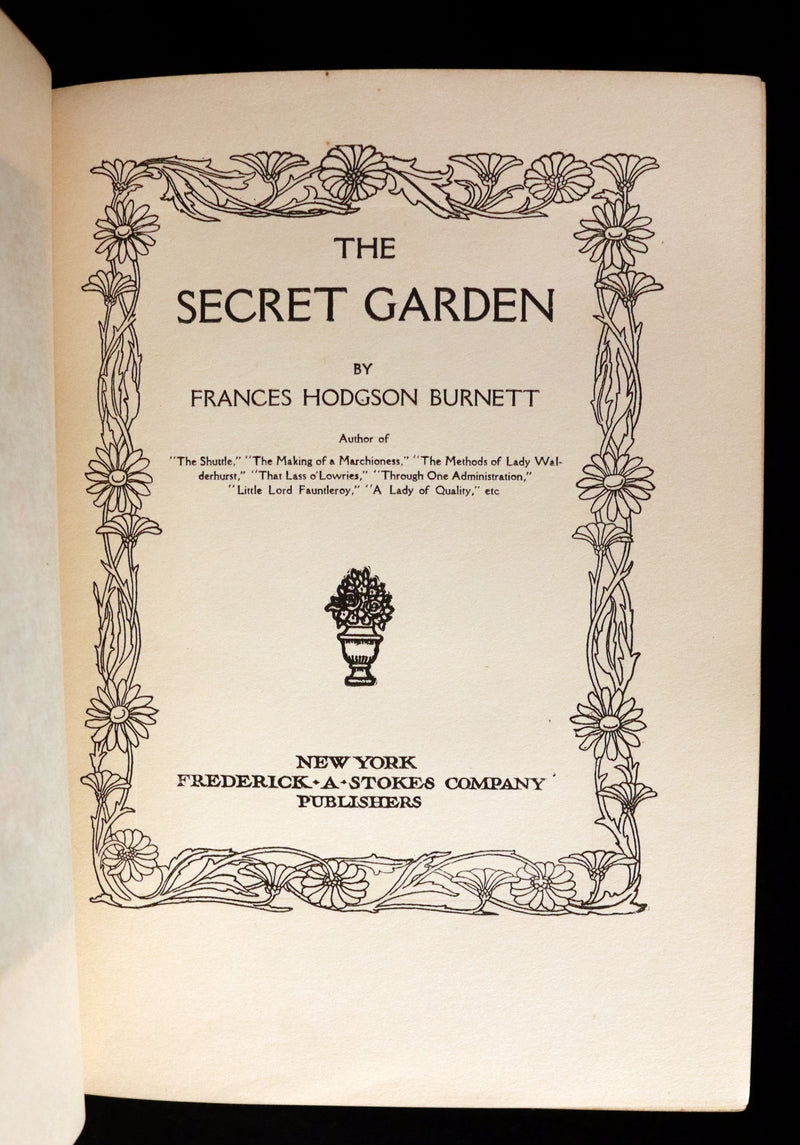 THE
SECRET GARDEN
BY
FRANCES HODGSON BURNETT
Author of
"The Shuttle," "The Making of a Marchioness," "The Methods of Lady Wal-
derhurst," "That Lass o'Lowries," "Through One Administration,"
"Little Lord Fauntleroy," "A Lady of Quality," etc
NEW YORK
FREDERICK·A·STOKES COMPANY
PUBLISHERS